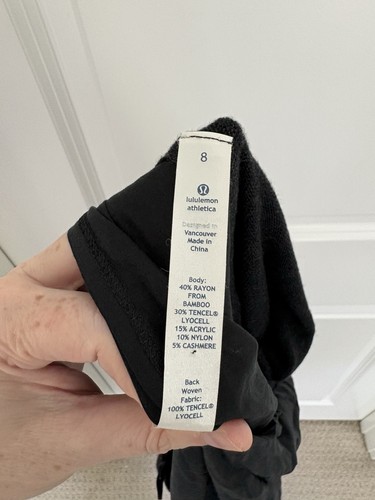 8
lululemon
athletica
Designed in
Vancouver
Made in
China
Body:
40% RAYON
FROM
BAMBOO
30% TENCEL®
LYOCELL
15% ACRYLIC
10% NYLON
5% CASHMERE
Back
Woven
Fabric:
100% TENCEL®
LYOCELL